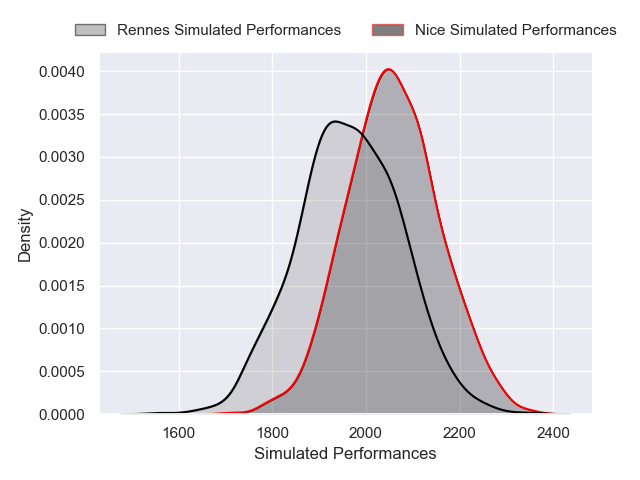 Rennes Simulated Performances Nice Simulated Performances
0.0040
0.0035
0.0030
0.0025
0.0020
0.0015
0.0010
0.0005
0.0000
Density
1600 1800 2000 2200 2400
Simulated Performances